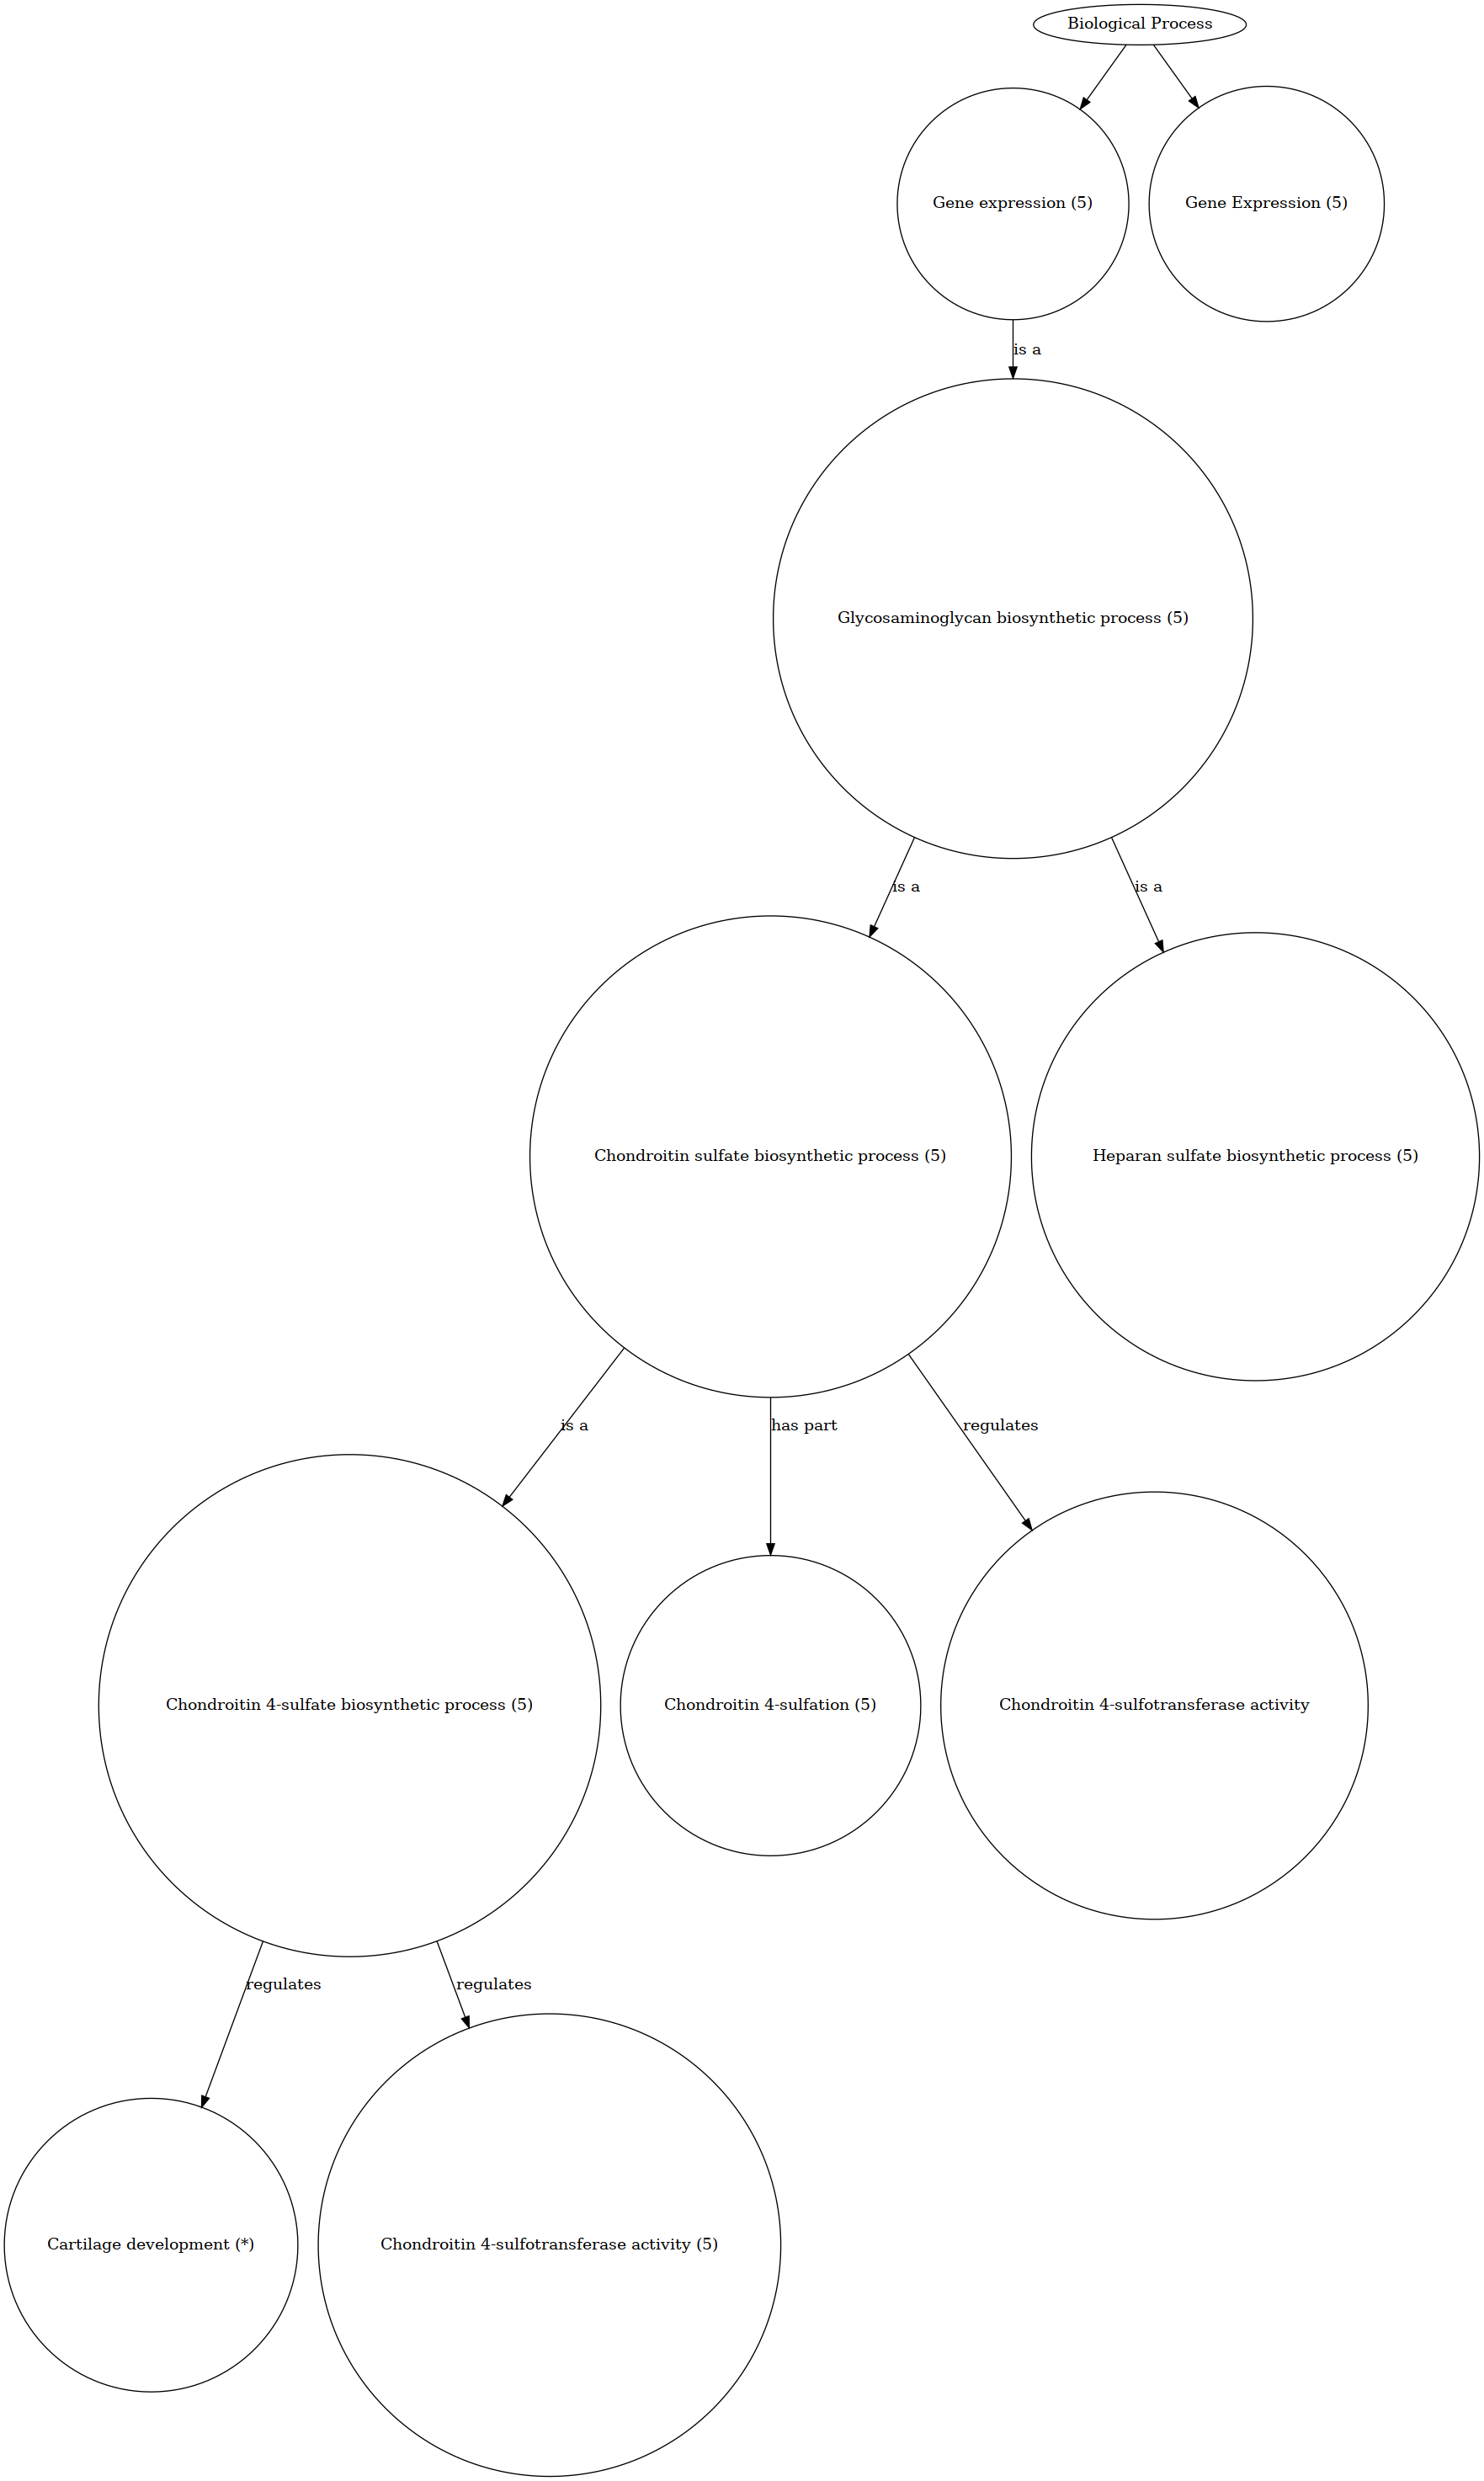 Biological Process
Gene expression (5)
Gene Expression (5)
is a
Glycosaminoglycan biosynthetic process (5)
is a
is a
Chondroitin sulfate biosynthetic process (5)
Heparan sulfate biosynthetic process (5)
is a
has part
regulates
Chondroitin 4-sulfate biosynthetic process (5)
Chondroitin 4-sulfation (5)
Chondroitin 4-sulfotransferase activity
regulates
regulates
Cartilage development (*)
Chondroitin 4-sulfotransferase activity (5)